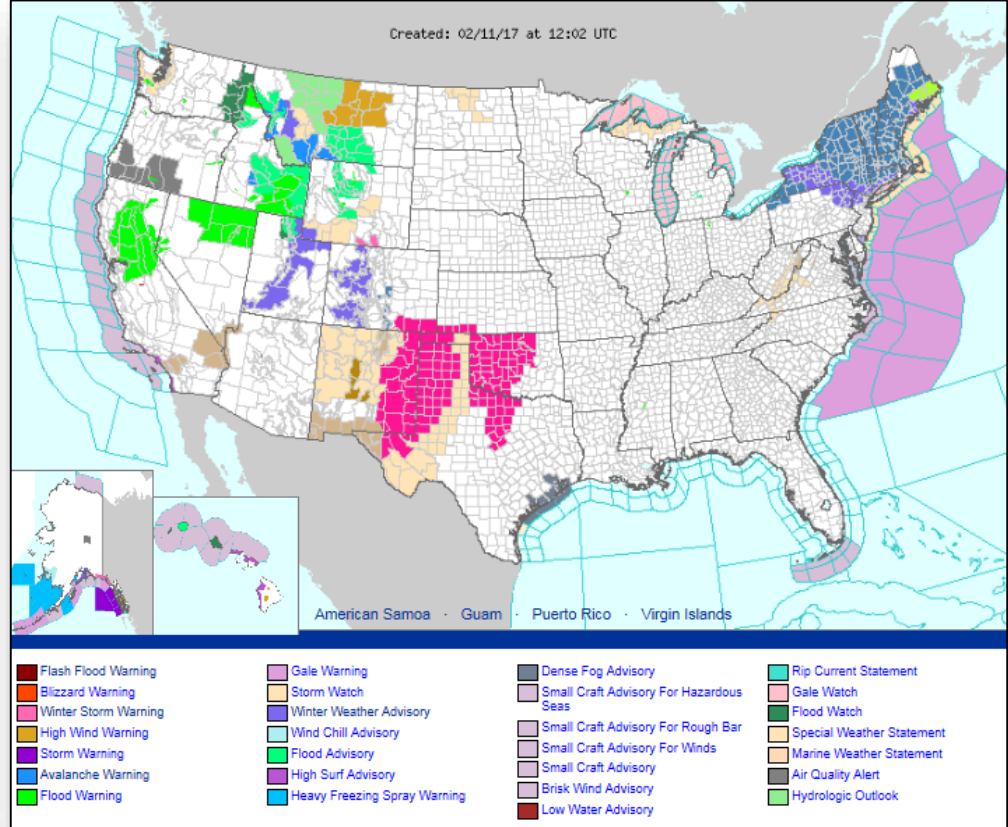 Created: 02/11/17 at 12:02 UTC
American Samoa · Guam · Puerto Rico · Virgin Islands
Flash Flood Warning
Blizzard Warning
Winter Storm Warning
High Wind Warning
Storm Warning
Avalanche Warning
Flood Warning
Gale Warning
Storm Watch
Winter Weather Advisory
Wind Chill Advisory
Flood Advisory
High Surf Advisory
Heavy Freezing Spray Warning
Dense Fog Advisory
Small Craft Advisory For Hazardous
Seas
Small Craft Advisory For Rough Bar
Small Craft Advisory For Winds
Small Craft Advisory
Brisk Wind Advisory
Low Water Advisory
Rip Current Statement
Gale Watch
Flood Watch
Special Weather Statement
Marine Weather Statement
Air Quality Alert
Hydrologic Outlook